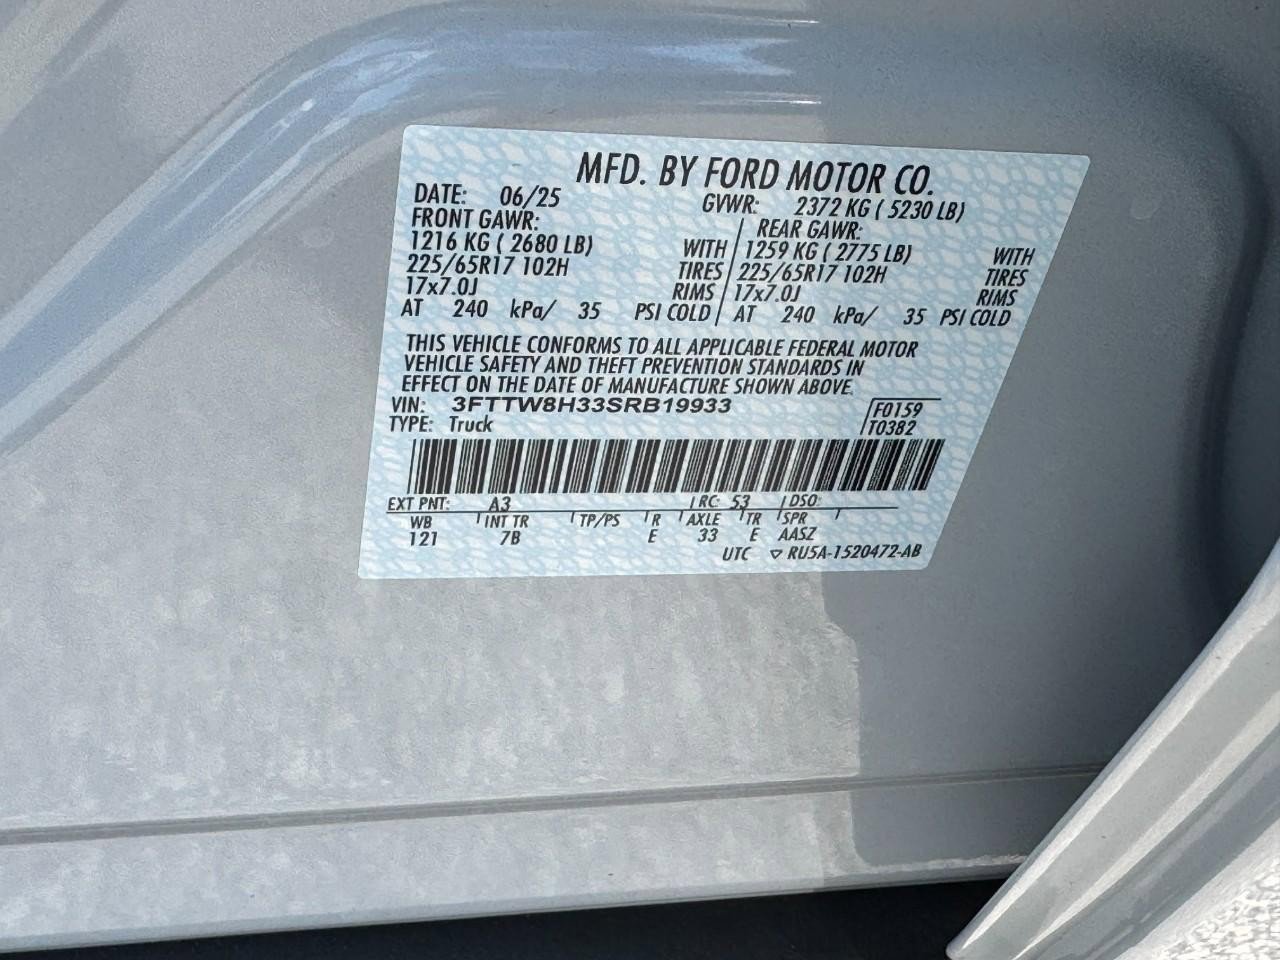 MFD. BY FORD MOTOR CO.
DATE: 06/25 GVWR: 2372 KG ( 5230 LB)
FRONT GAWR: REAR GAWR:
1216 KG ( 2680 LB) WITH 1259 KG ( 2775 LB) WITH
225/65R17 102H TIRES 225/65R17 102H TIRES
17x7.0J RIMS 17x7.0J RIMS
AT 240 kPa/ 35 PSI COLD AT 240 kPa/ 35 PSI COLD
THIS VEHICLE CONFORMS TO ALL APPLICABLE FEDERAL MOTOR
VEHICLE SAFETY AND THEFT PREVENTION STANDARDS IN
EFFECT ON THE DATE OF MANUFACTURE SHOWN ABOVE.
VIN: 3FTTW8H33SRB19933 F0159
TYPE: Truck T0382
EXT PNT: A3 RC: 53 DSO:
WB INT TR TP/PS R AXLE TR SPR
121 7B E 33 E AASZ
UTC ▽ RU5A-1520472-AB